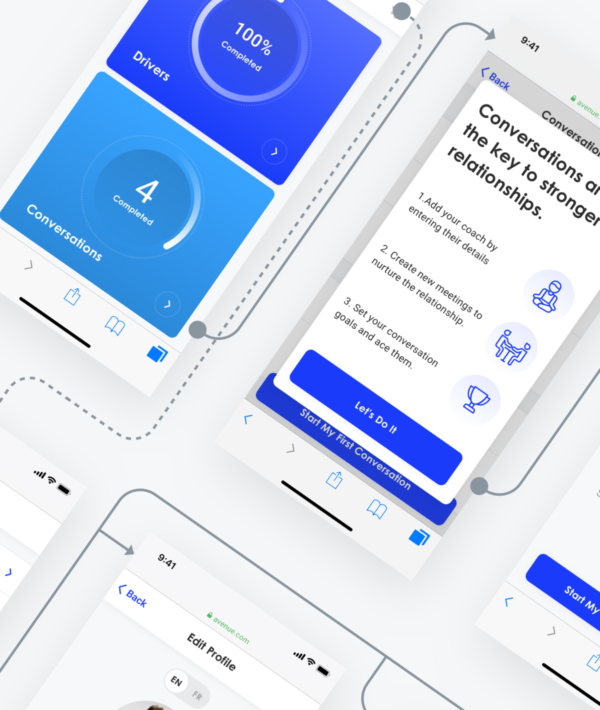 100%
Completed
Drivers
4
Completed
Conversations
9:41
Back
avenue.
Conversations
the key to stronger
relationships.
1.Add your coach by
entering their details
2. Create new meetings to
nurture the relationship.
3. Set your conversation
goals and ace them.
Let's Do It
Start My First Conversation
Start My
9:41
Back
avenue.com
Edit Profile
EN
FR